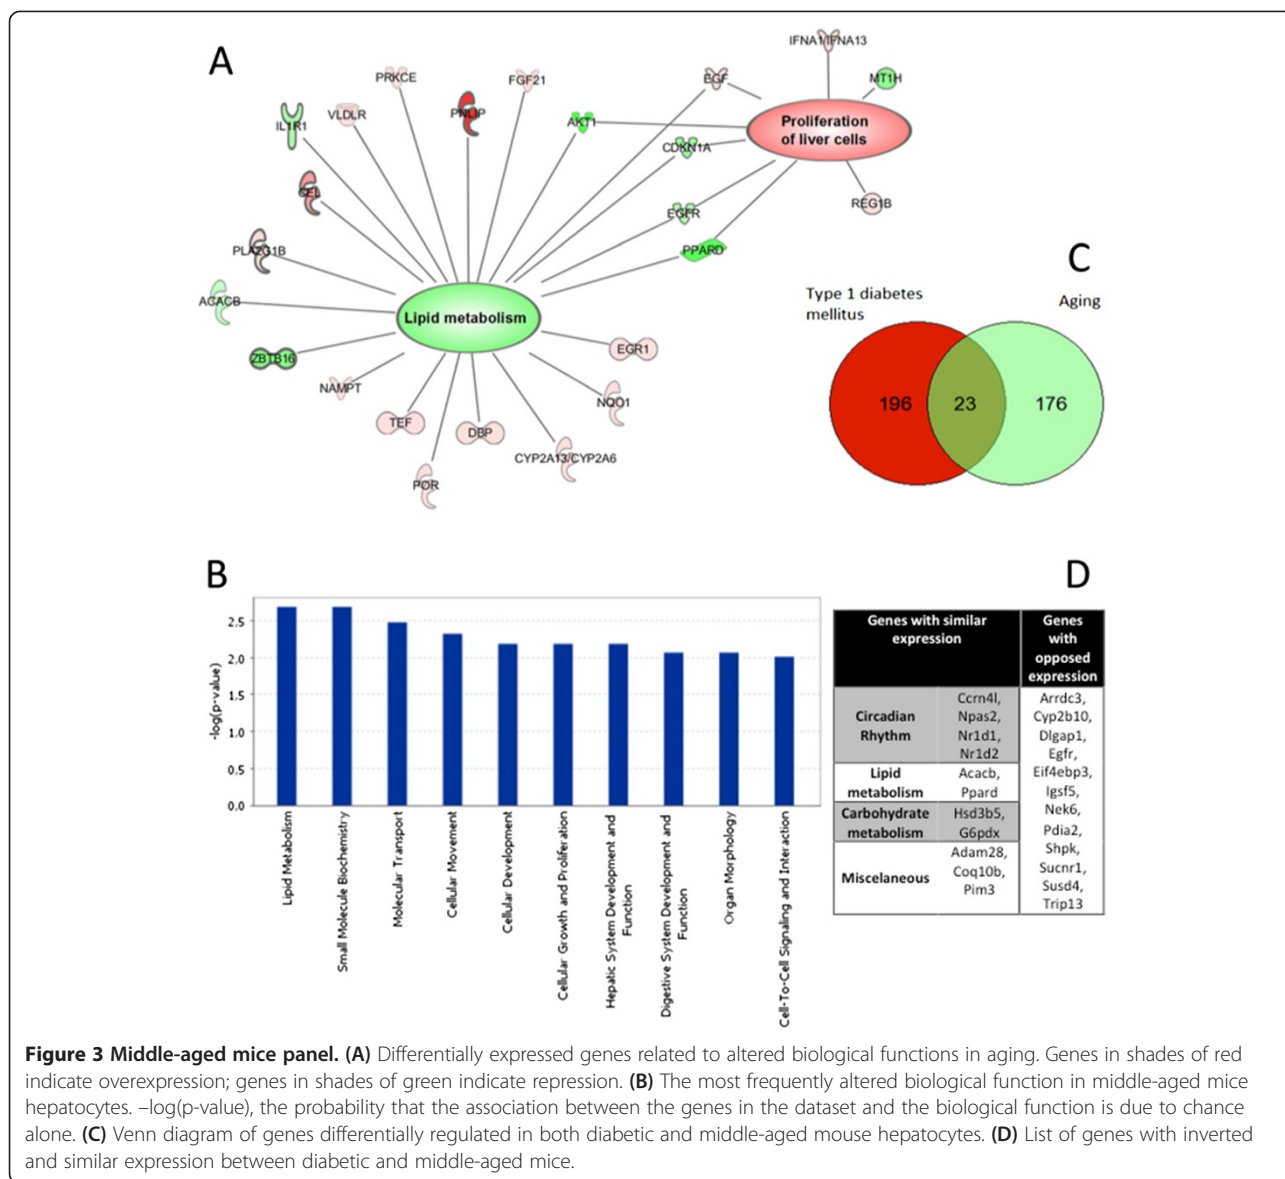 A
IFNA1/IFNA13
PRKCE
FGF21
EGF
MT1H
IL1R1
VLDLR
PNLIP
AKT1
Proliferation
of liver cells
CDKN1A
CEL
EGFR
REG1B
PLA2G1B
PPARD
C
ACACB
Lipid metabolism
Type 1 diabetes
mellitus
Aging
ZBTB16
EGR1
NAMPT
NQO1
196
23
176
TEF
DBP
CYP2A13/CYP2A6
POR
B
-log(p-value)
2.5
2.0
1.5
1.0
0.5
0.0
Lipid Metabolism
Small Molecule Biochemistry
Molecular Transport
Cellular Movement
Cellular Development
Cellular Growth and Proliferation
Hepatic System Development and
Function
Digestive System Development and
Function
Organ Morphology
Cell-To-Cell Signaling and Interaction
D
Genes with similar
expression
Genes
with
opposed
expression
Circadian
Rhythm
Ccrn4l,
Npas2,
Nr1d1,
Nr1d2
Lipid
metabolism
Acacb,
Ppard
Carbohydrate
metabolism
Hsd3b5,
G6pdx
Miscelaneous
Adam28,
Coq10b,
Pim3
Arrdc3,
Cyp2b10,
Dlgap1,
Egfr,
Eif4ebp3,
Igsf5,
Nek6,
Pdia2,
Shpk,
Sucnr1,
Susd4,
Trip13
Figure 3 Middle-aged mice panel. (A) Differentially expressed genes related to altered biological functions in aging. Genes in shades of red
indicate overexpression; genes in shades of green indicate repression. (B) The most frequently altered biological function in middle-aged mice
hepatocytes. –log(p-value), the probability that the association between the genes in the dataset and the biological function is due to chance
alone. (C) Venn diagram of genes differentially regulated in both diabetic and middle-aged mouse hepatocytes. (D) List of genes with inverted
and similar expression between diabetic and middle-aged mice.